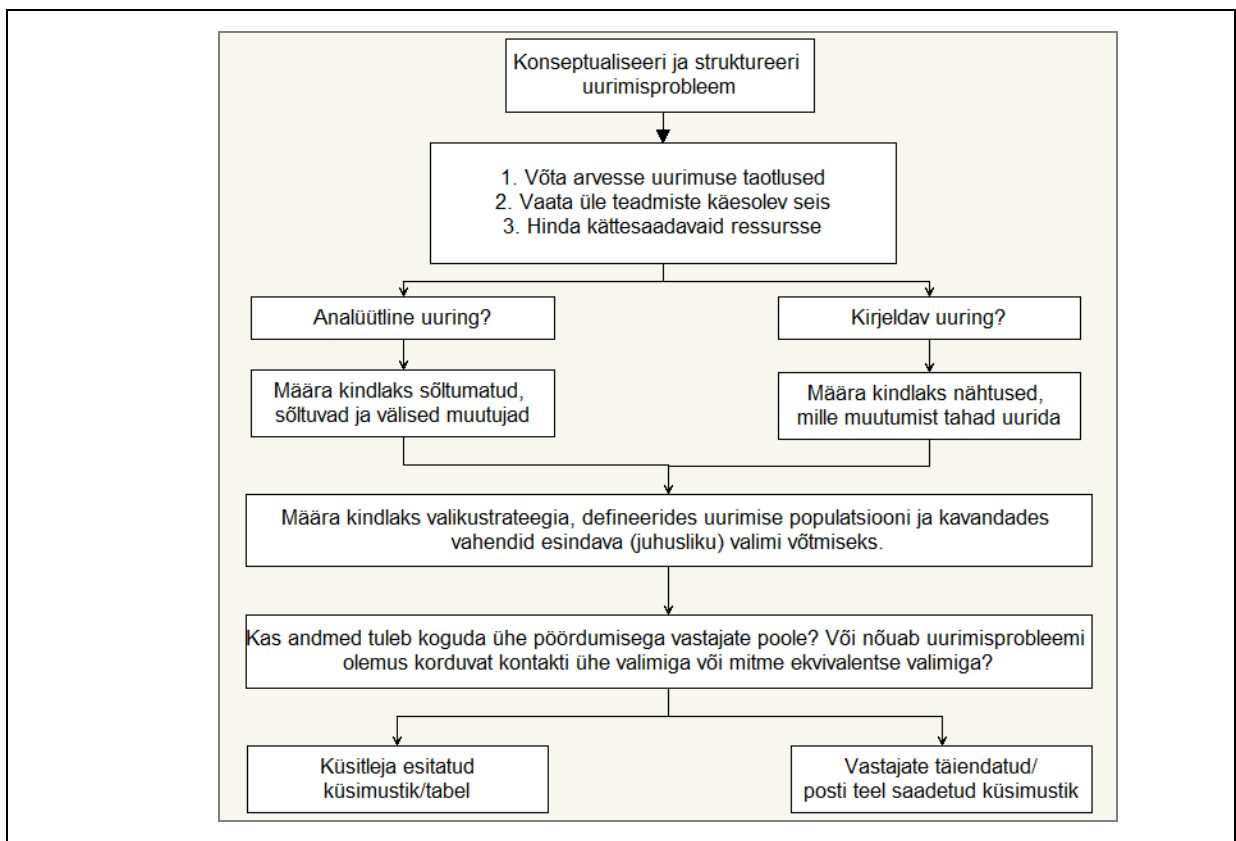 Konseptualiseeri ja struktureeri
uurimisprobleem
1. Võta arvesse uurimuse taotlused
2. Vaata üle teadmiste käesolev seis
3. Hinda kättesaadavaid ressursse
Analüütline uuring?
Kirjeldav uuring?
Määra kindlaks sõltumatud,
sõltuvad ja välised muutujad
Määra kindlaks nähtused,
mille muutumist tahad uurida
Määra kindlaks valikustrateegia, defineerides uurimise populatsiooni ja kavandades
vahendid esindava (juhusliku) valimi võtmiseks.
Kas andmed tuleb koguda ühe pöördumisega vastajate poole? Või nõuab uurimisprobleemi
olemus korduvat kontakti ühe valimiga või mitme ekvivalentse valimiga?
Küsitleja esitatud
küsimustik/tabel
Vastajate täiendatud/
posti teel saadetud küsimustik